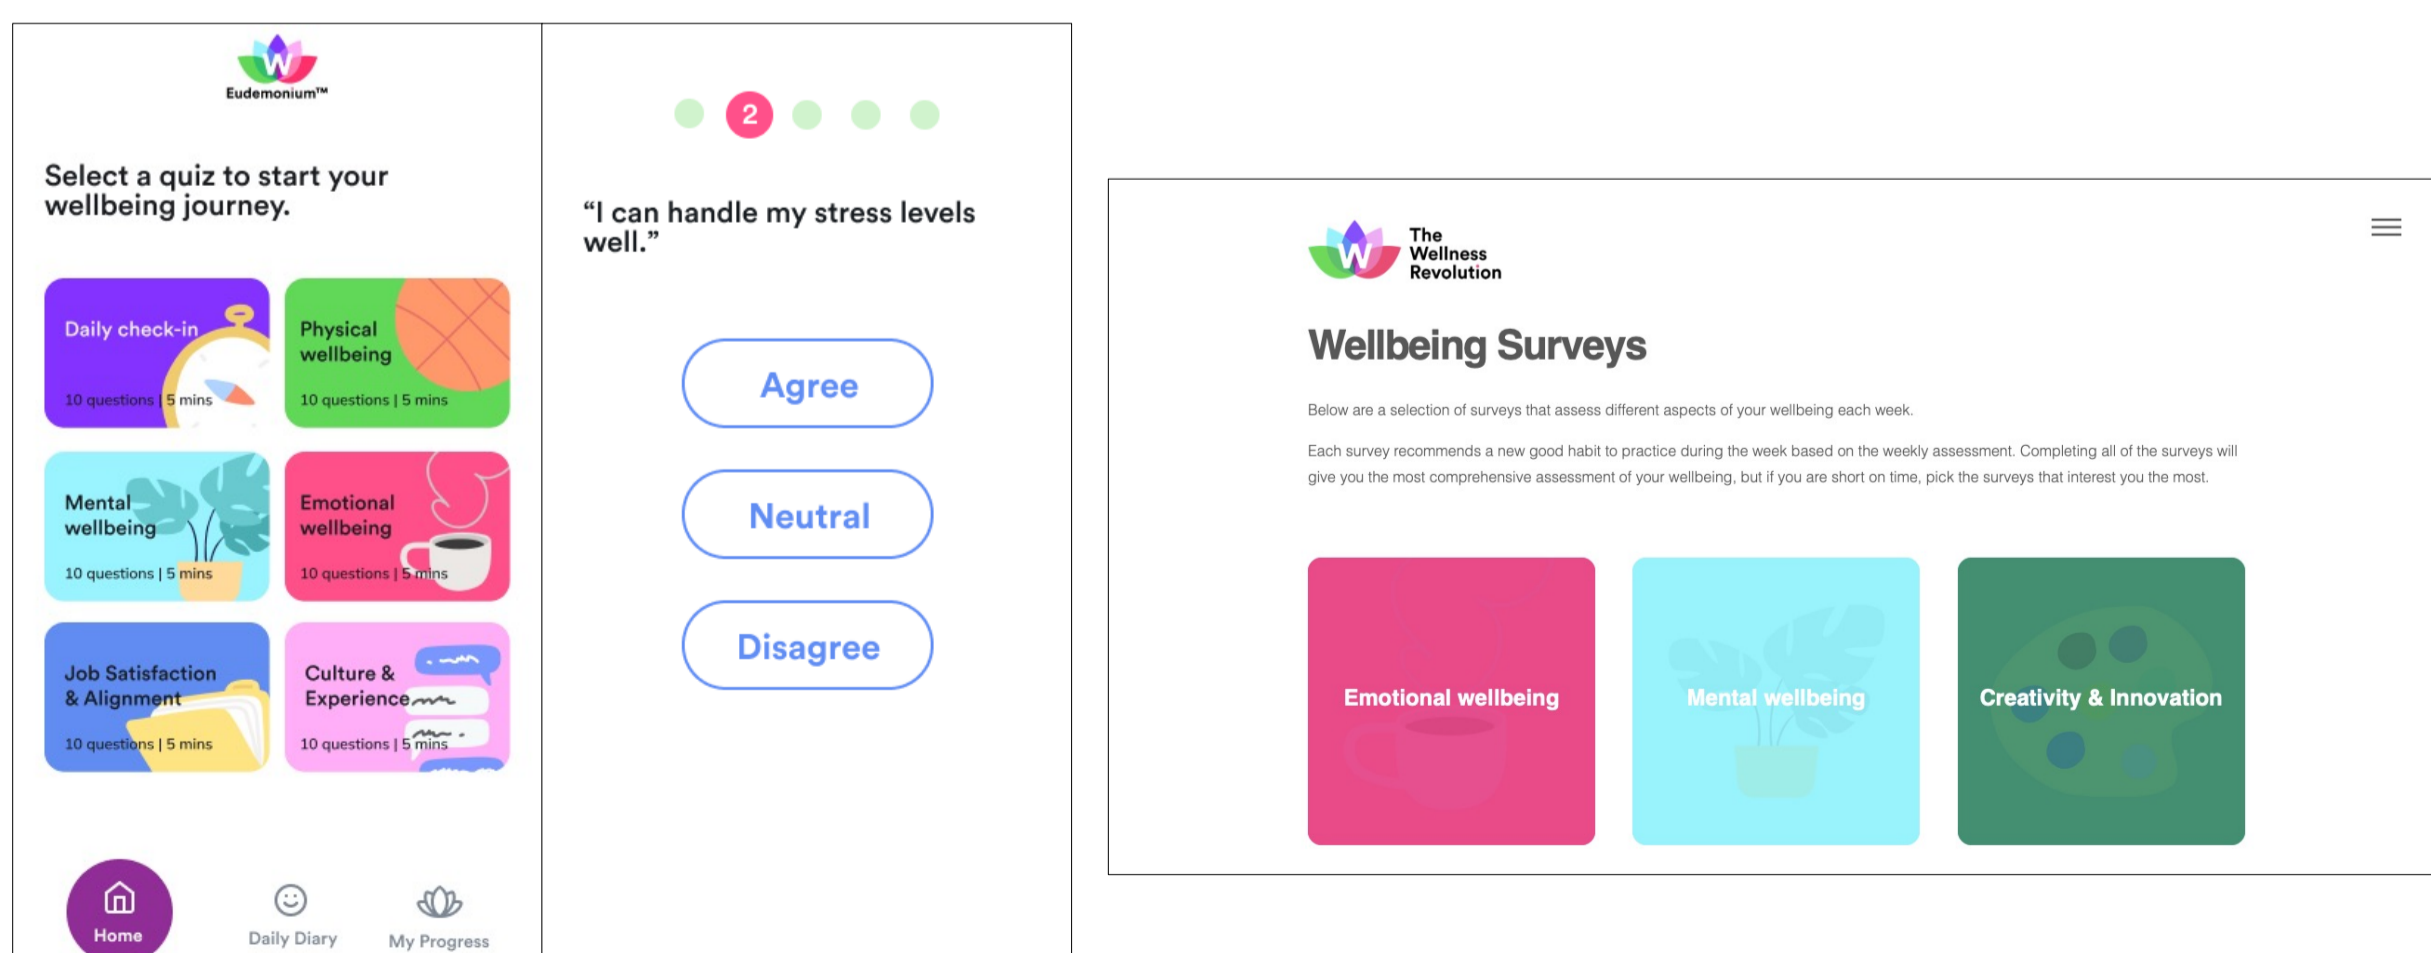 W
Eudemonium™
Select a quiz to start your
wellbeing journey.
Daily check-in
10 questions | 5 mins
Physical
wellbeing
10 questions | 5 mins
Mental
wellbeing
10 questions | 5 mins
Emotional
wellbeing
10 questions | 5 mins
Job Satisfaction
& Alignment
10 questions | 5 mins
Culture &
Experience
10 questions | 5 mins
Home
Daily Diary
My Progress
2
“I can handle my stress levels
well.”
Agree
Neutral
Disagree
W
The
Wellness
Revolution
Wellbeing Surveys
Below are a selection of surveys that assess different aspects of your wellbeing each week.
Each survey recommends a new good habit to practice during the week based on the weekly assessment. Completing all of the surveys will
give you the most comprehensive assessment of your wellbeing, but if you are short on time, pick the surveys that interest you the most.
Emotional wellbeing
Mental wellbeing
Creativity & Innovation